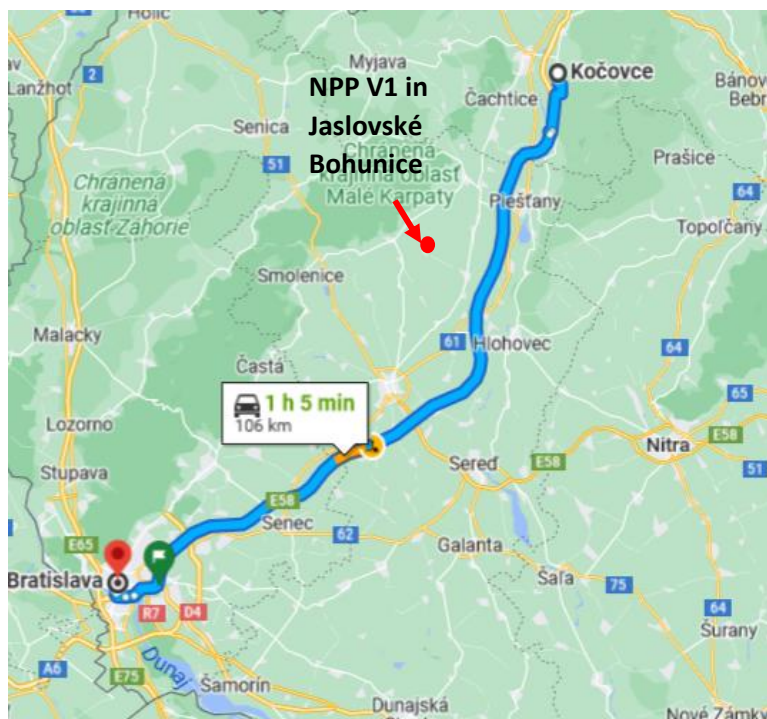 Holíč
Myjava
Kočovce
Lanžhot
2
NPP V1 in
Jaslovské
Bohunice
Čachtice
Bánov
Bebr
Senica
51
Chránená
krajinná oblasť
Malé Karpaty
Prašice
Chránená
krajinná
oblasť Záhorie
Piešťany
64
Topoľčany
Smolenice
Malacky
61
Hlohovec
64
Častá
1 h 5 min
106 km
65
Lozorno
Nitra
E58
Stupava
Sereď
E58
51
E58
Senec
62
E65
Galanta
Bratislava
Šaľa
75
R7
D4
64
Šurany
A6
E75
Dunaj
Šamorín
Dunajská
Nové Zámky